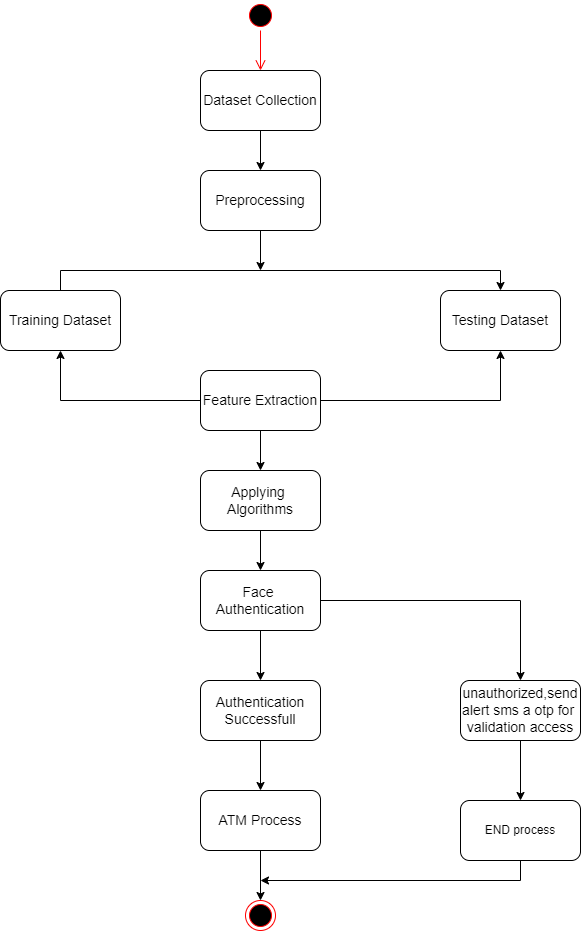 Dataset Collection
Preprocessing
Training Dataset
Testing Dataset
Feature Extraction
Applying
Algorithms
Face
Authentication
Authentication
Successfull
unauthorized,send
alert sms a otp for
validation access
ATM Process
END process